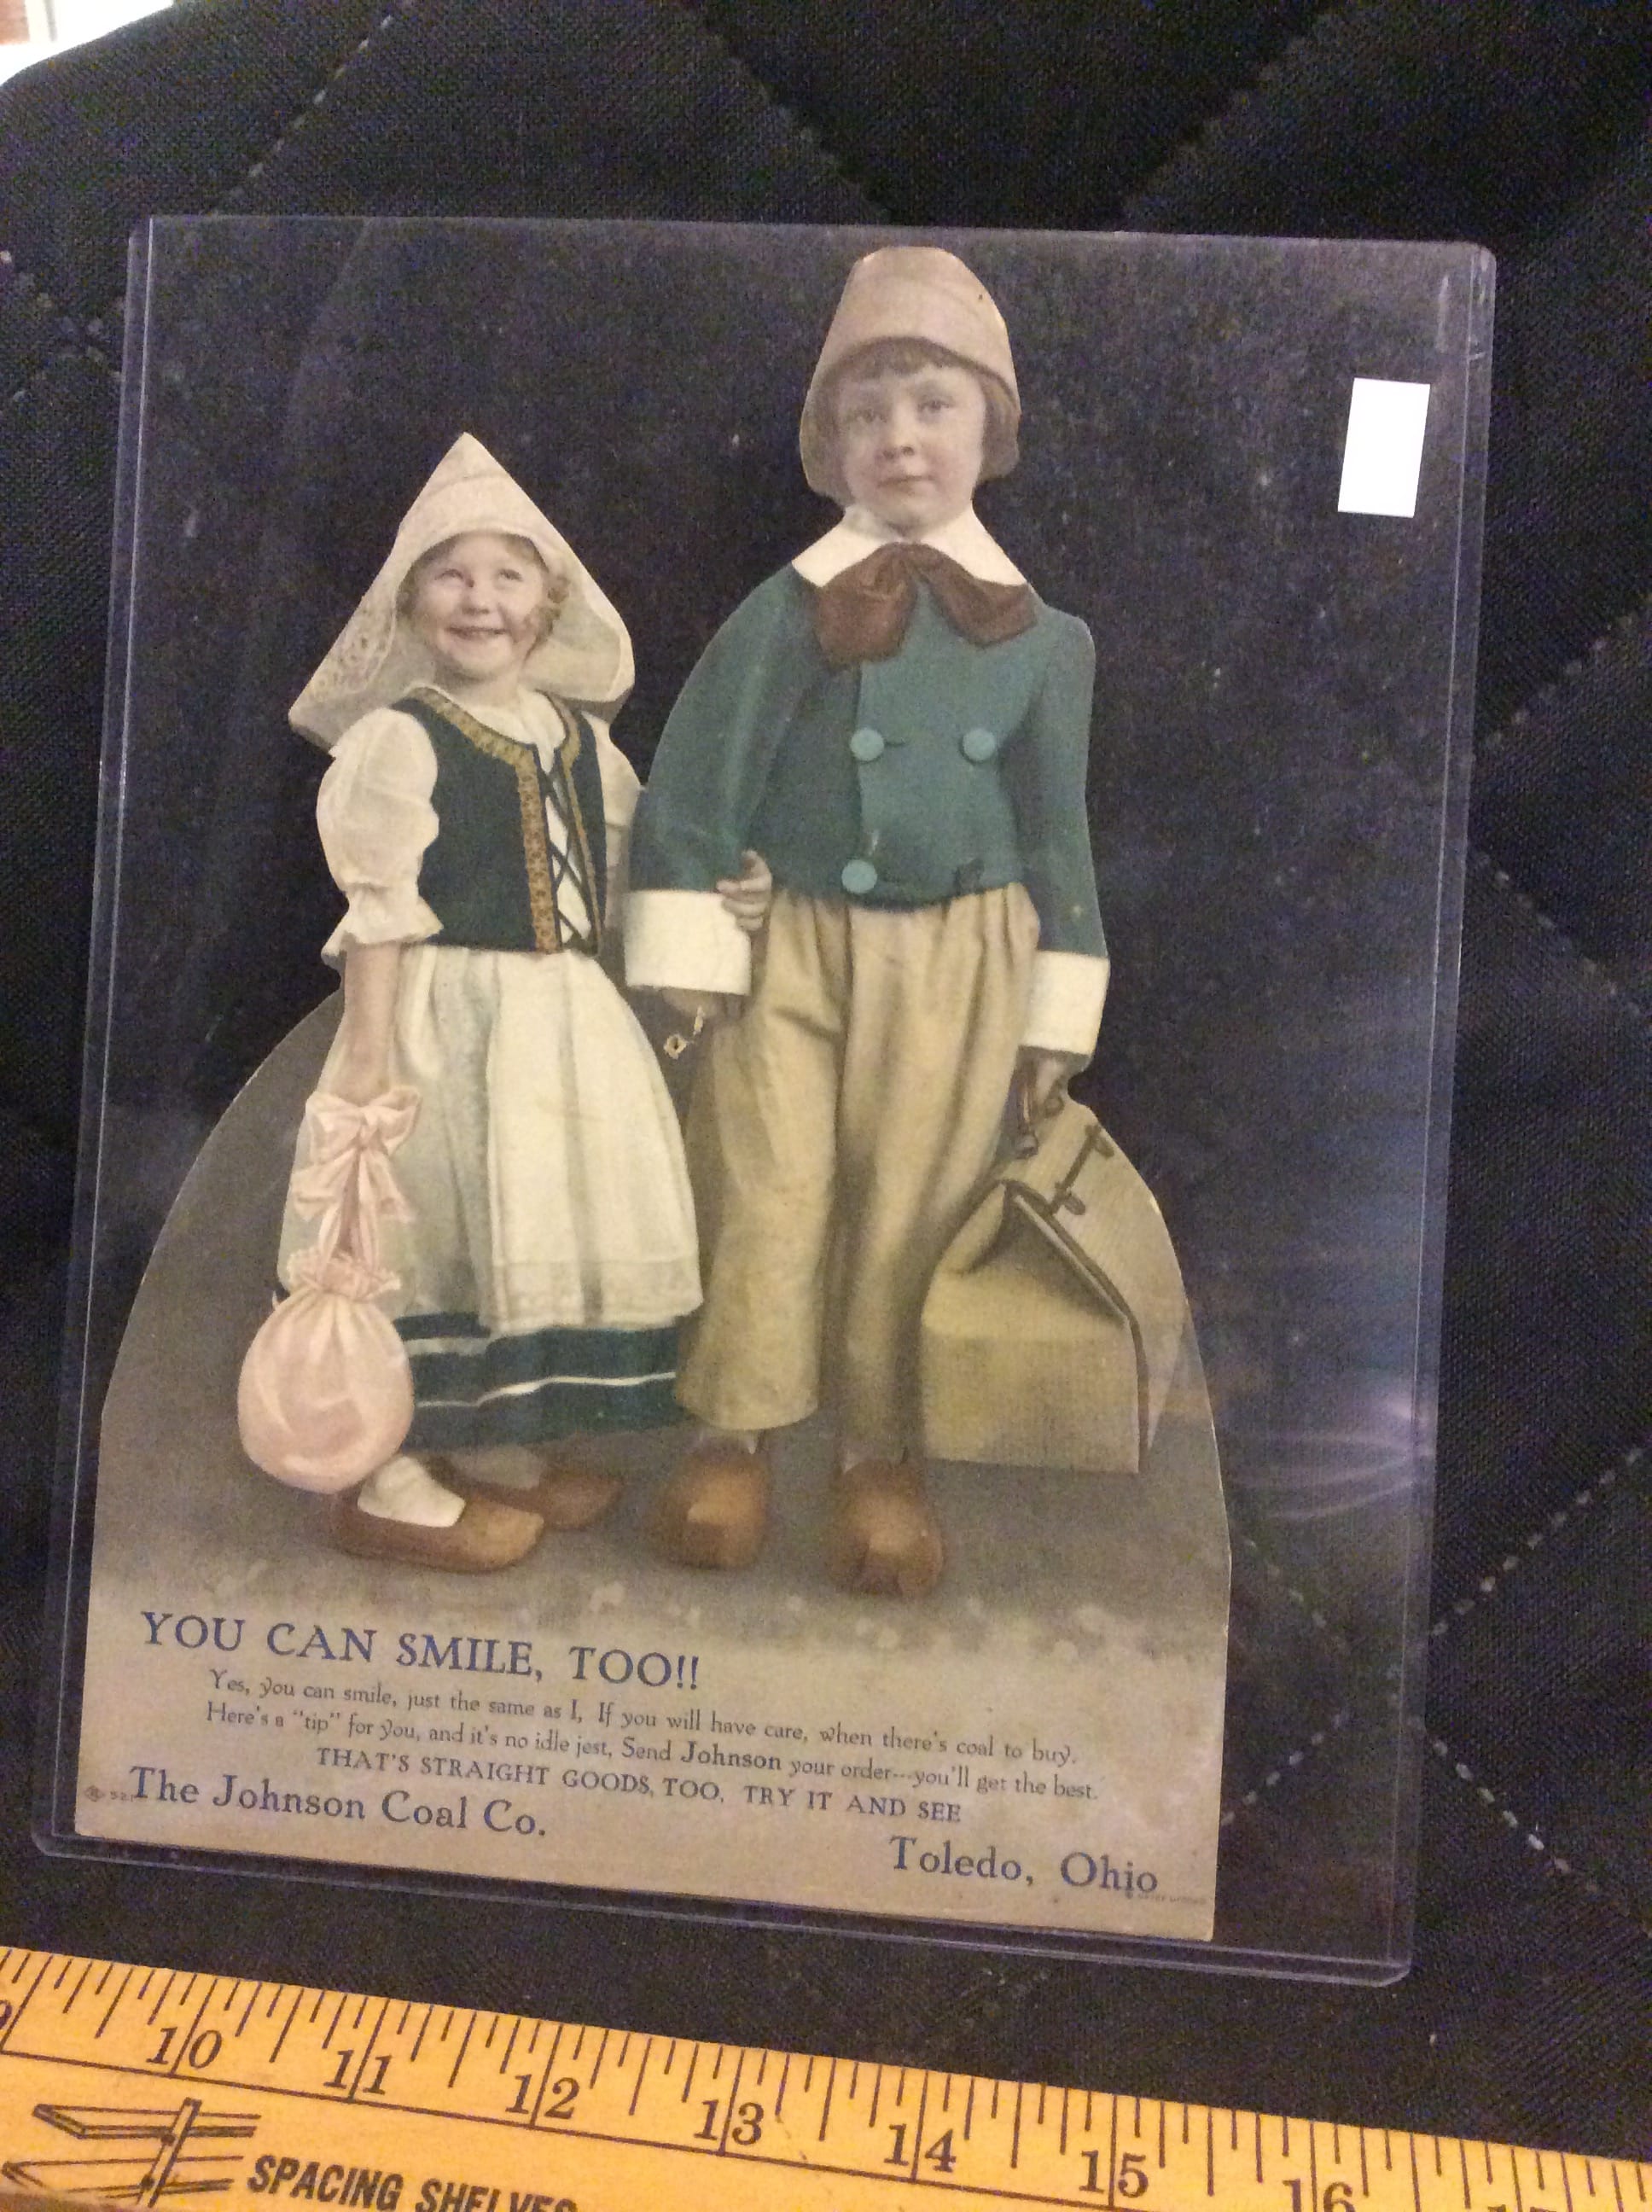 YOU CAN SMILE, TOO!!
Yes, you can smile, just the same as I, If you will have care, when there's coal to buy.
Here's a "tip" for you, and it's no idle jest, Send Johnson your order---you'll get the best.
THAT'S STRAIGHT GOODS, TOO, TRY IT AND SEE
The Johnson Coal Co.
Toledo, Ohio
9 10 11 12 13 14 15 16
SPACING SHELVES